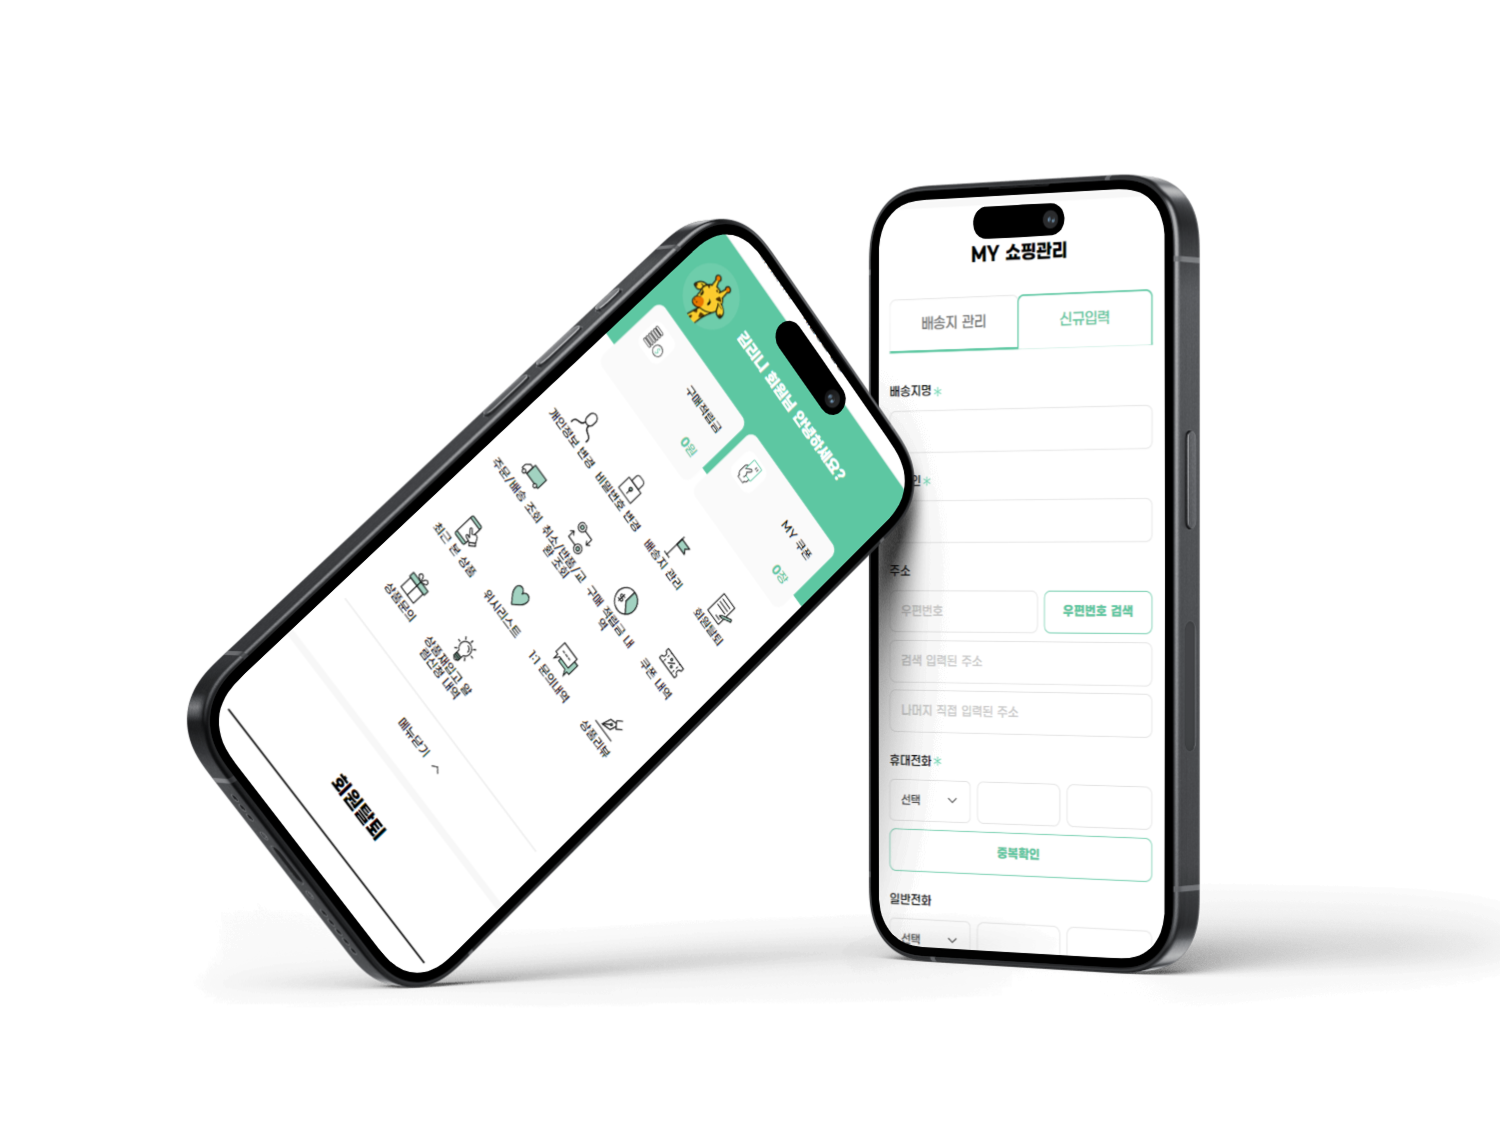 김리니 회원님 안녕하세요?
구매적립금
0원
MY 쿠폰
0장
개인정보 변경
비밀번호 변경
배송지 관리
회원탈퇴
주문/배송 조회
취소/반품/교
환 조회
구매 적립금 내
역
쿠폰 내역
최근 본 상품
위시리스트
1:1 문의내역
상품리뷰
상품문의
상품재입고 알
림신청 내역
메뉴닫기
회원탈퇴
MY 쇼핑관리
배송지 관리
신규입력
배송지명*
인*
주소
우편번호
우편번호 검색
검색 입력된 주소
나머지 직접 입력된 주소
휴대전화*
선택
중복확인
일반전화
선택